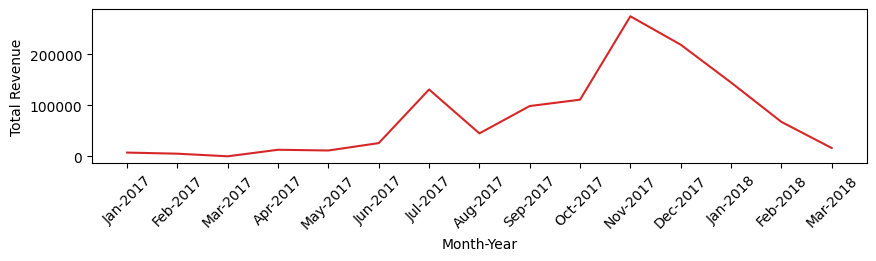 Total Revenue
200000
100000
0
Jan-2017
Feb-2017
Mar-2017
Apr-2017
May-2017
Jun-2017
Jul-2017
Aug-2017
Sep-2017
Oct-2017
Nov-2017
Dec-2017
Jan-2018
Feb-2018
Mar-2018
Month-Year